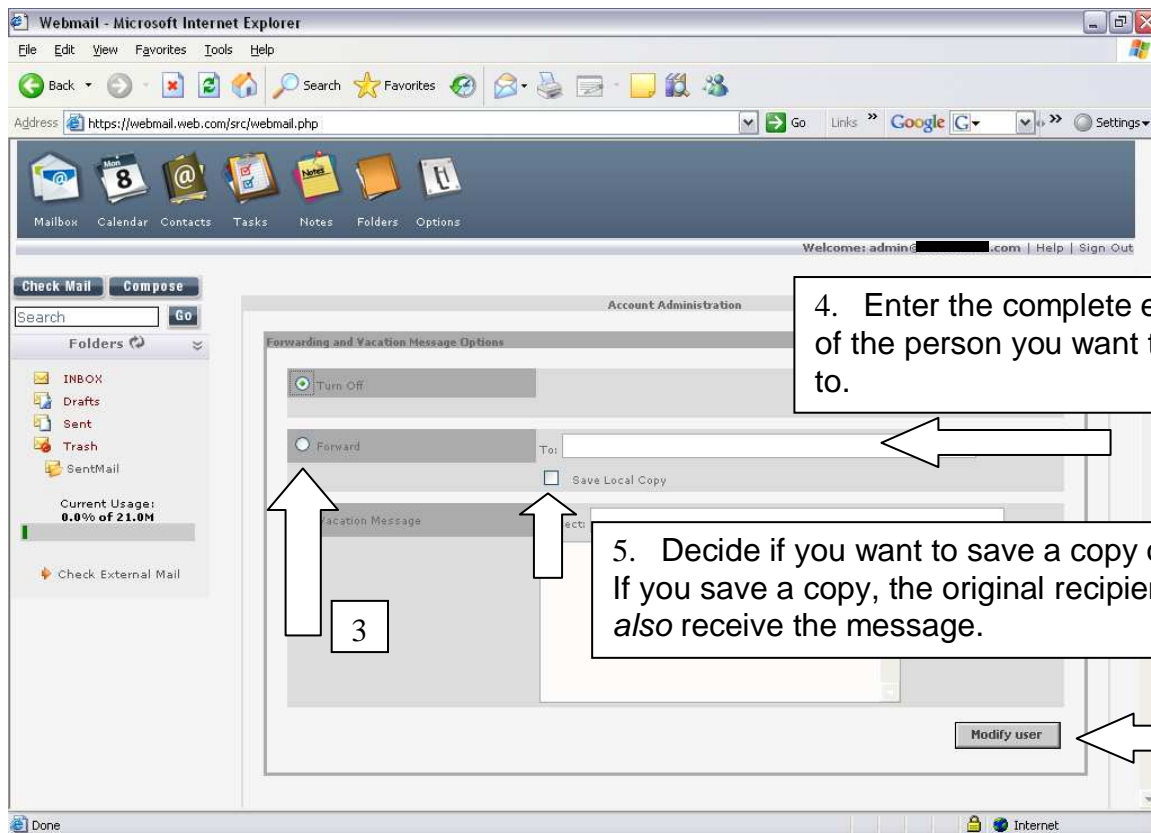 Webmail - Microsoft Internet Explorer
File Edit View Favorites Tools Help
Back Search Favorites
Address https://webmail.web.com/src/webmail.php Go Links » Google G » Settings
Mon
8
Notes
Mailbox Calendar Contacts Tasks Notes Folders Options
Welcome: admin@ .com | Help | Sign Out
Check Mail Compose
Search Go
Folders
INBOX
Drafts
Sent
Trash
SentMail
Current Usage:
0.0% of 21.0M
Check External Mail
Account Administration
Forwarding and Vacation Message Options
Turn Off
Forward To:
Save Local Copy
Vacation Message ect:
4. Enter the complete e
of the person you want t
to.
5. Decide if you want to save a copy
If you save a copy, the original recipie
also receive the message.
3
Modify user
Done Internet